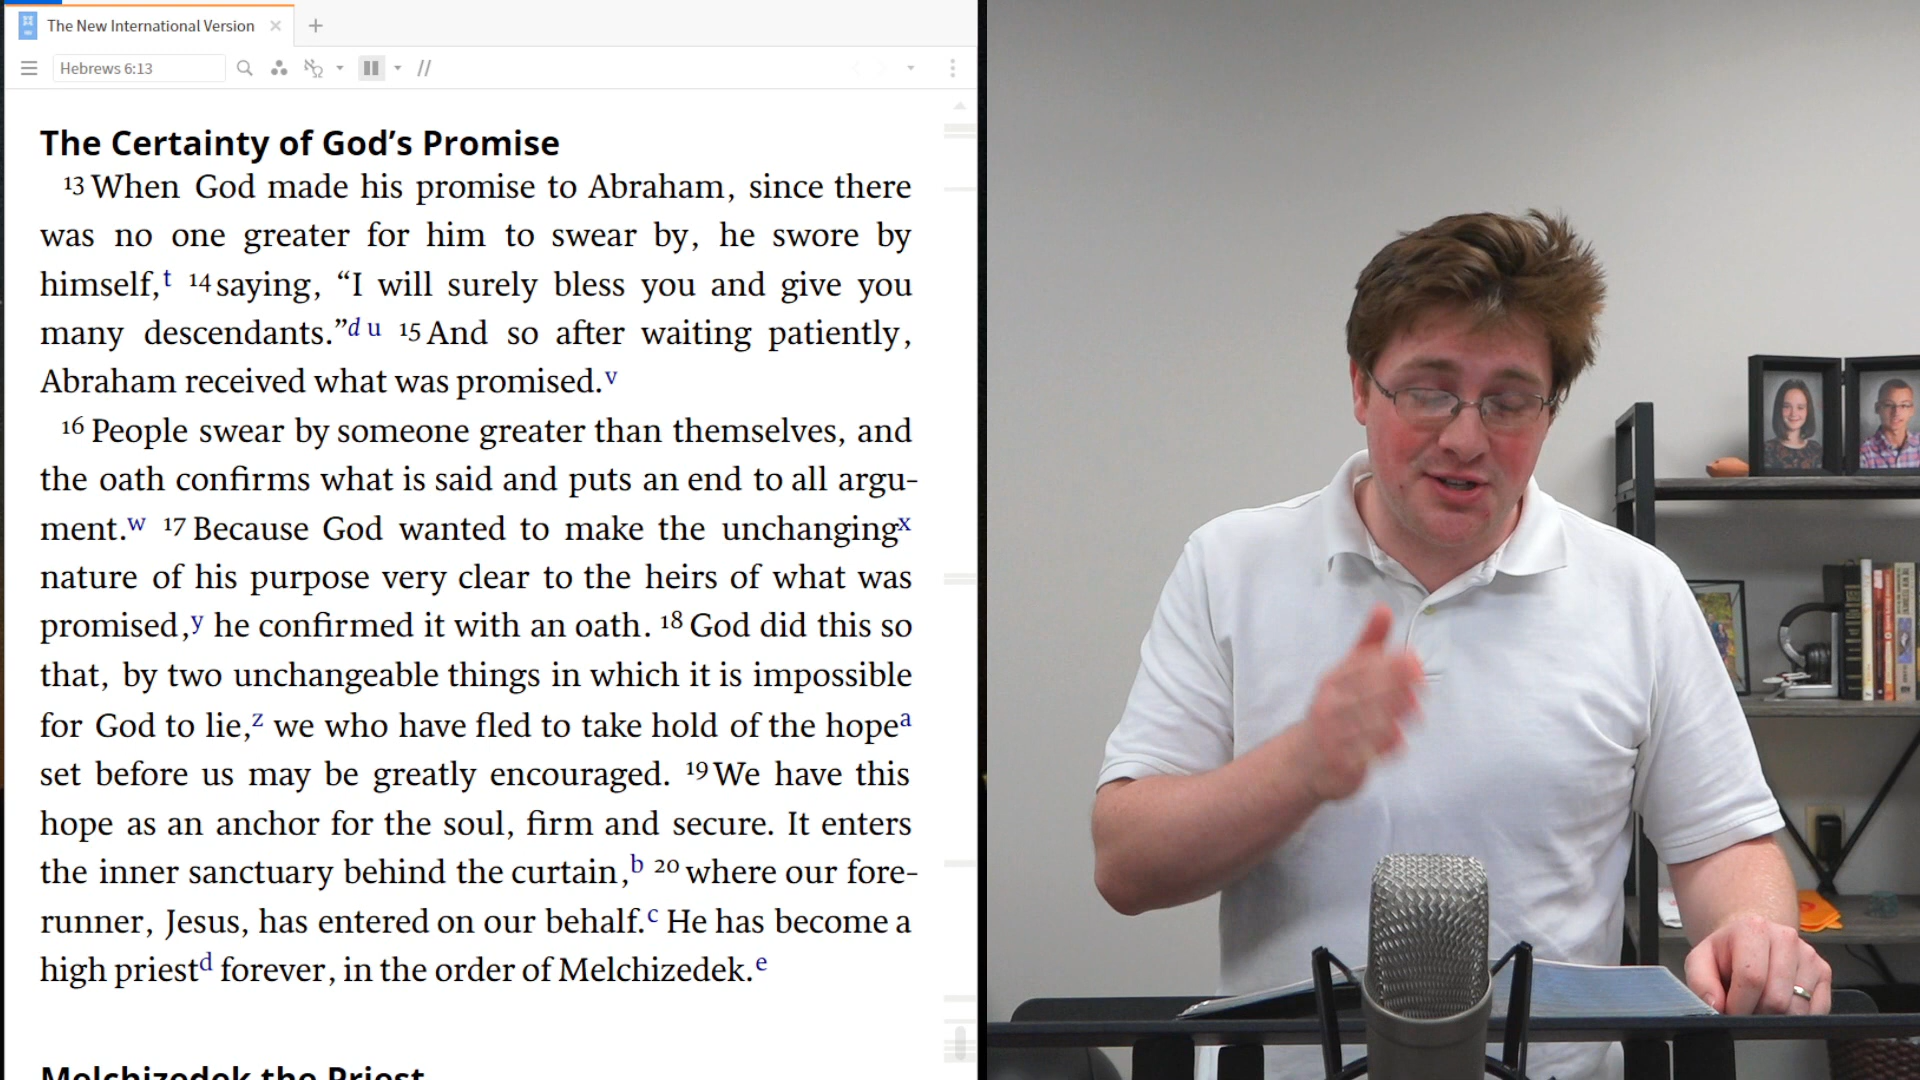 The New International Version
Hebrews 6:13
The Certainty of God’s Promise
13 When God made his promise to Abraham, since there
was no one greater for him to swear by, he swore by
himself,t 14 saying, “I will surely bless you and give you
many descendants.”d u 15 And so after waiting patiently,
Abraham received what was promised.v
16 People swear by someone greater than themselves, and
the oath confirms what is said and puts an end to all argu-
ment.w 17 Because God wanted to make the unchangingx
nature of his purpose very clear to the heirs of what was
promised,y he confirmed it with an oath. 18 God did this so
that, by two unchangeable things in which it is impossible
for God to lie,z we who have fled to take hold of the hopea
set before us may be greatly encouraged. 19 We have this
hope as an anchor for the soul, firm and secure. It enters
the inner sanctuary behind the curtain,b 20 where our fore-
runner, Jesus, has entered on our behalf.c He has become a
high priestd forever, in the order of Melchizedek.e
Melchizedek the Priest